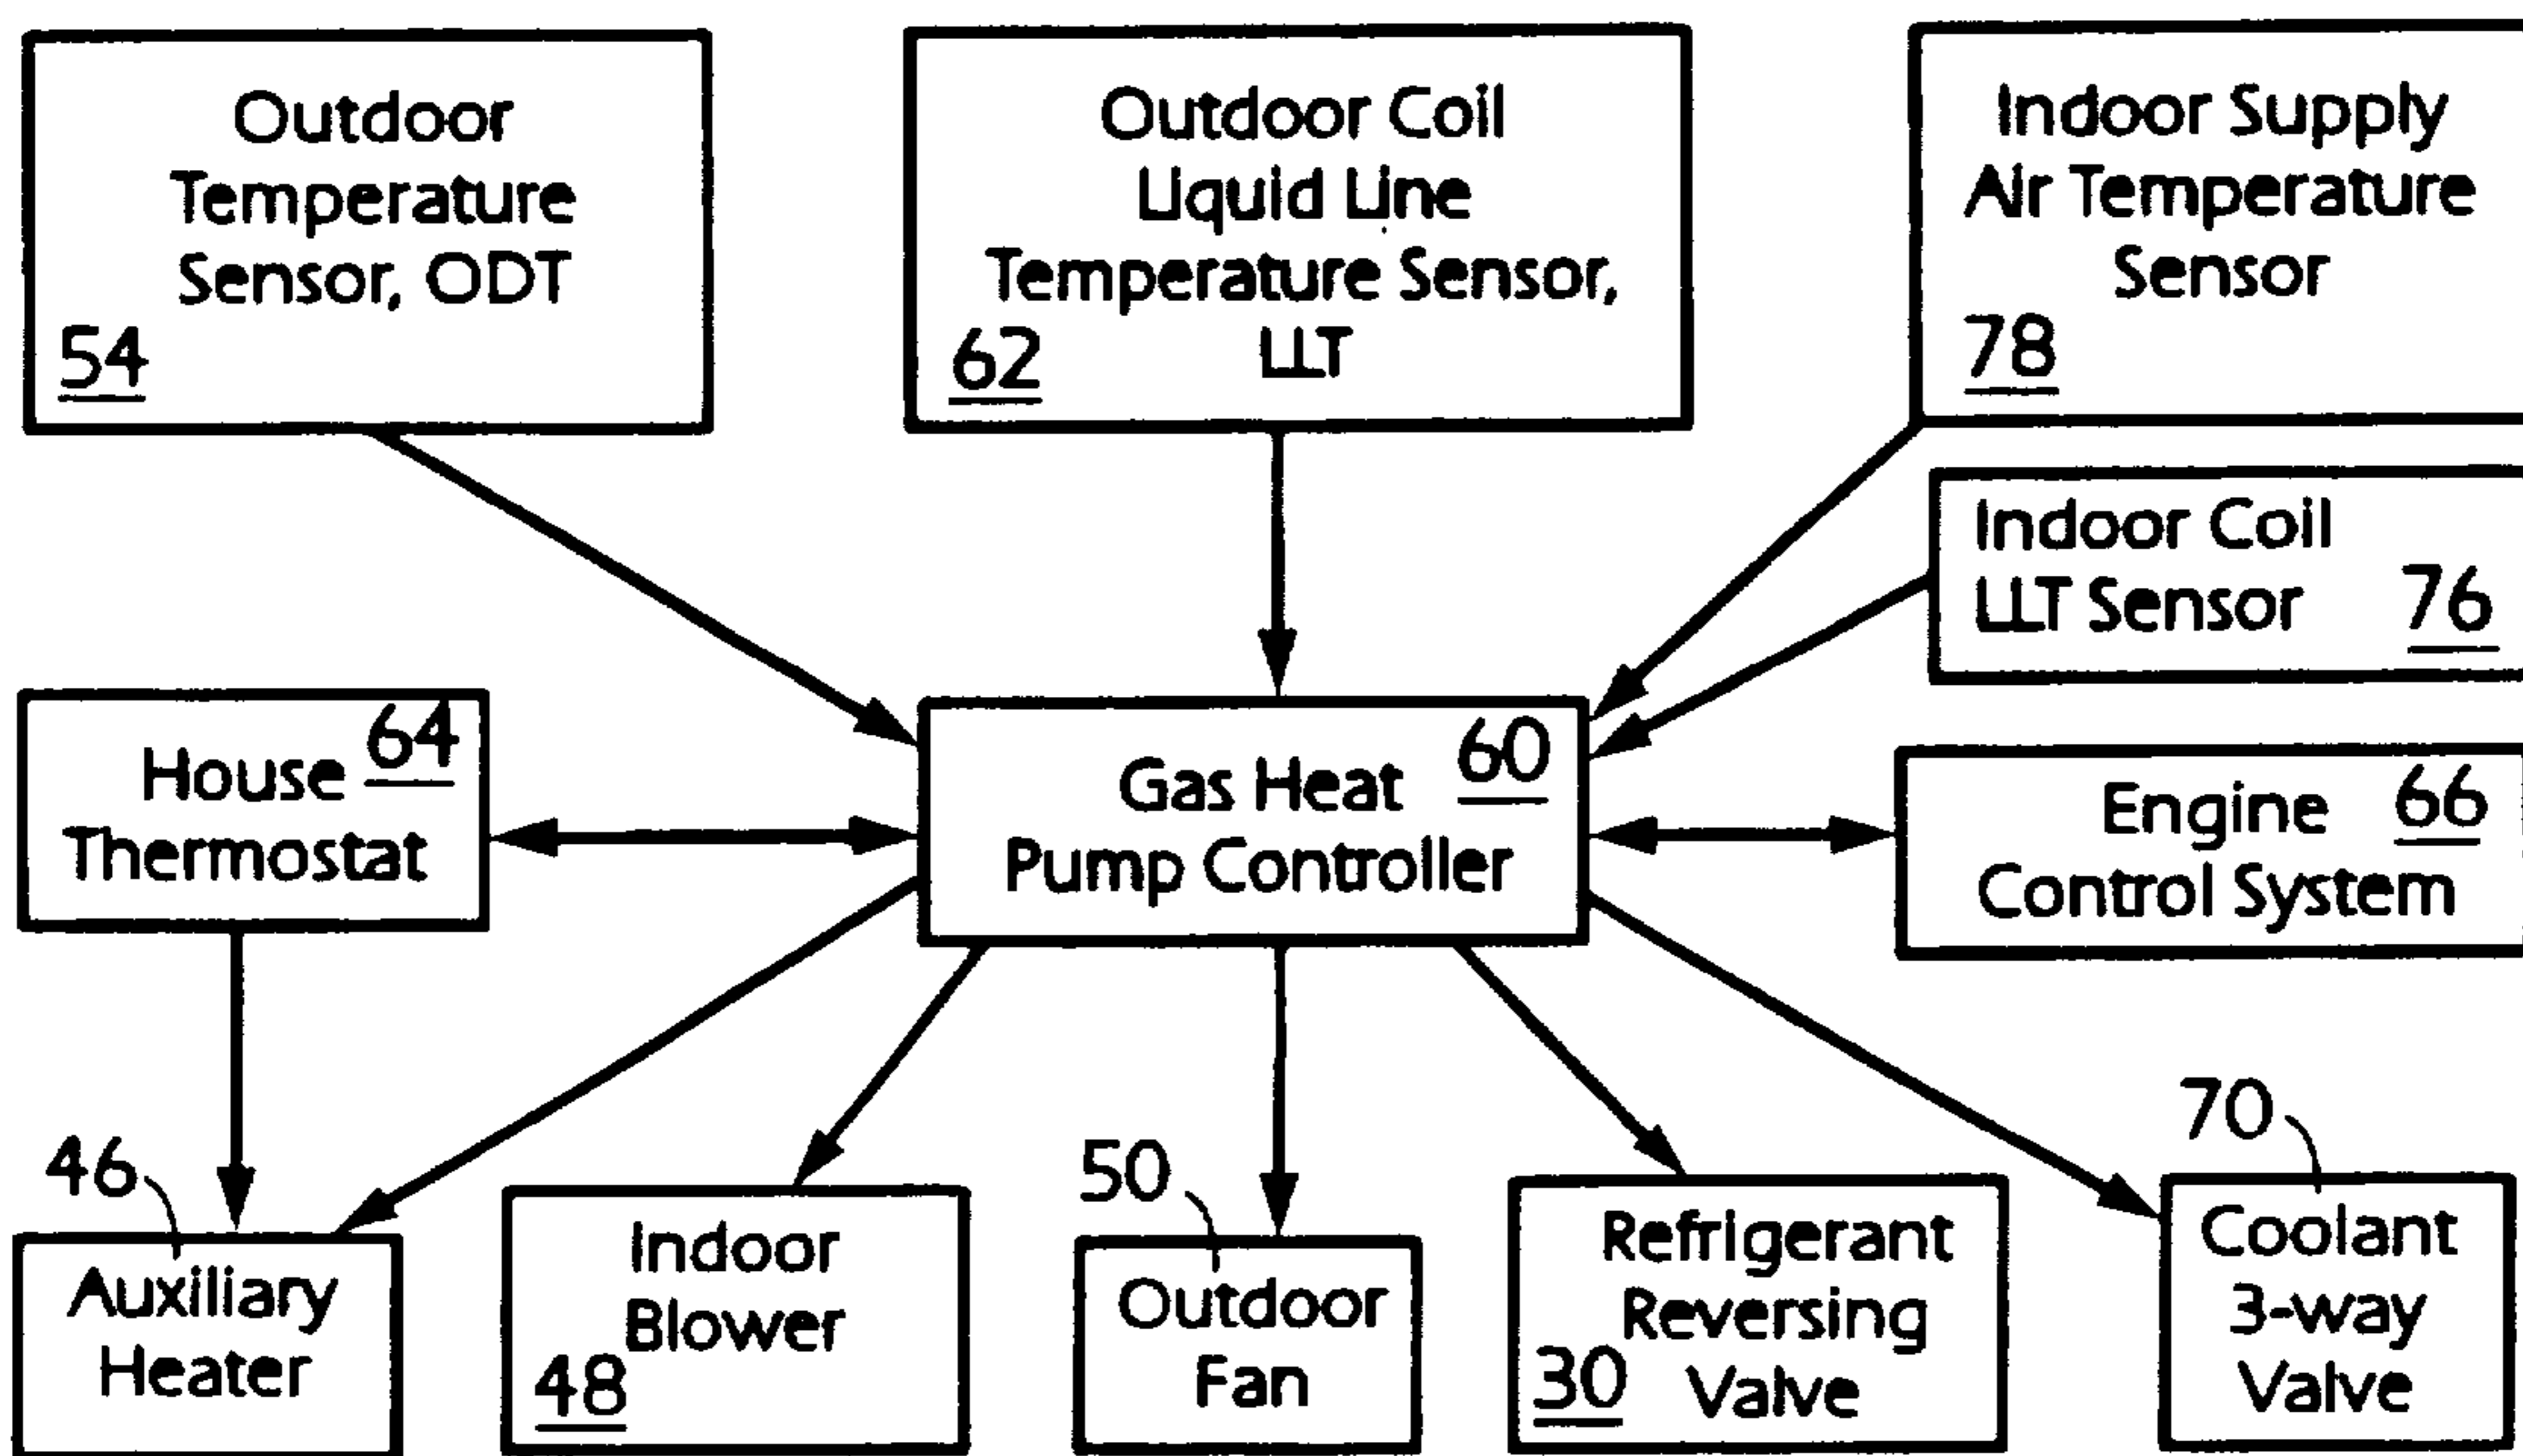 Outdoor
Temperature
Sensor, ODT
54
Outdoor Coil
Liquid Line
Temperature Sensor,
LLT
62
Indoor Supply
Air Temperature
Sensor
78
Indoor Coil
LLT Sensor
76
House
Thermostat
64
Gas Heat
Pump Controller
60
Engine
Control System
66
46
Auxiliary
Heater
Indoor
Blower
48
50
Outdoor
Fan
Refrigerant
Reversing
Valve
30
70
Coolant
3-way
Valve